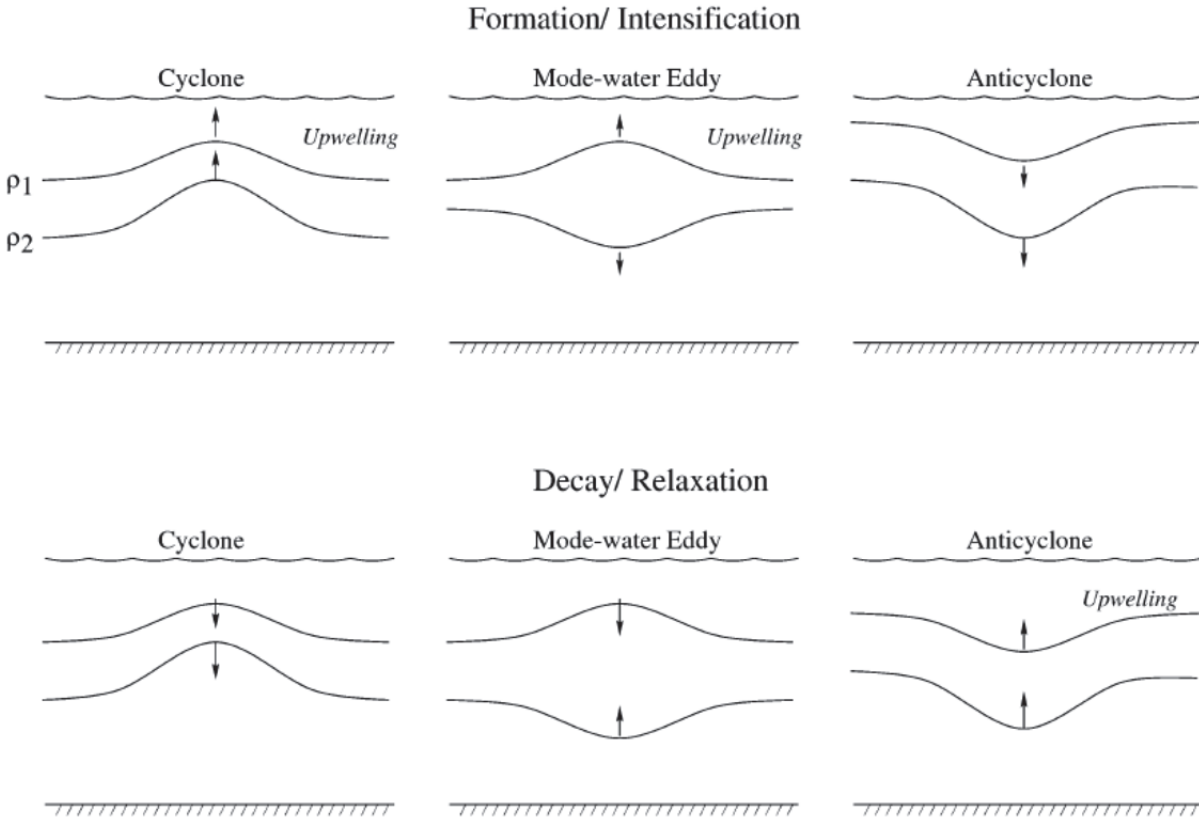 Formation/ Intensification
Cyclone
Mode-water Eddy
Anticyclone
Upwelling
Upwelling
ρ1
ρ2
Decay/ Relaxation
Cyclone
Mode-water Eddy
Anticyclone
Upwelling